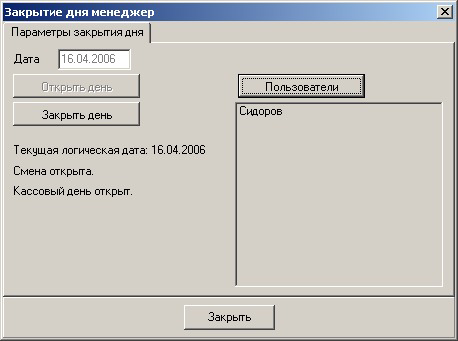 Закрытие дня менеджер
Параметры закрытия дня
Дата 16.04.2006
Открыть день
Пользователи
Закрыть день
Сидоров
Текущая логическая дата: 16.04.2006
Смена открыта.
Кассовый день открыт.
Закрыть